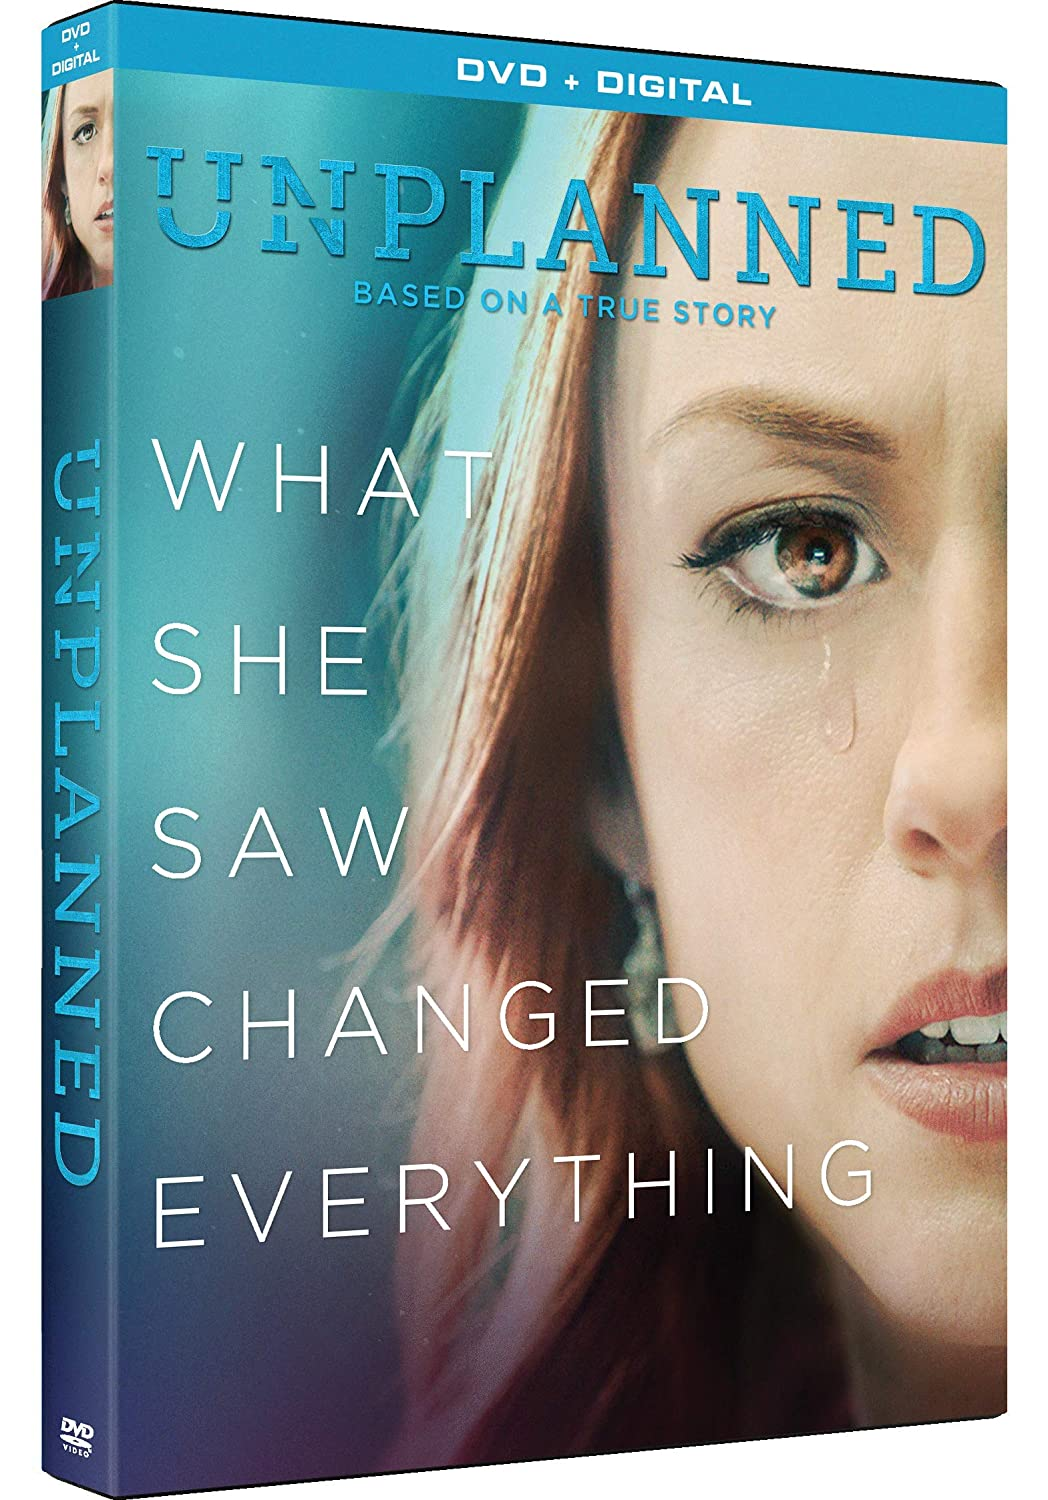 DVD
+
DIGITAL
UNPLANNED
DVD
VIDEO
DVD + DIGITAL
UNPLANNED
BASED ON A TRUE STORY
WHAT
SHE
SAW
CHANGED
EVERYTHING